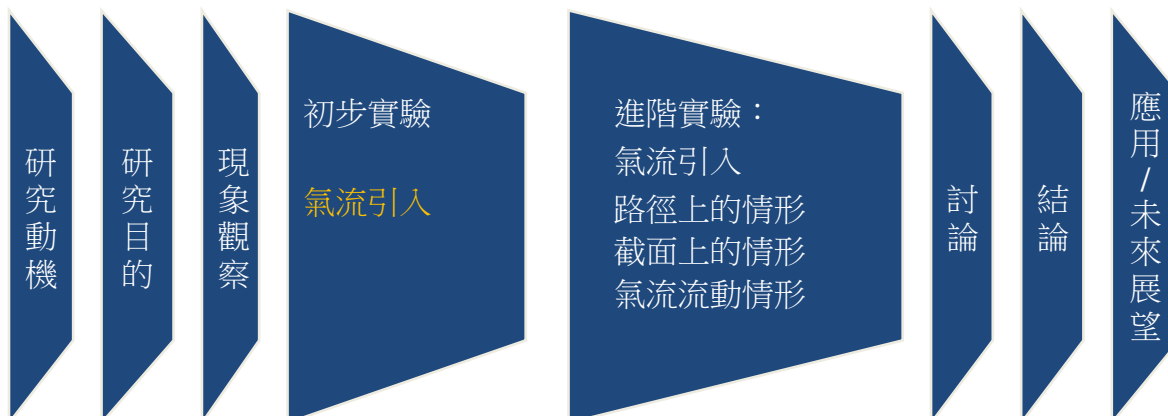 研究動機
研究目的
現象觀察
初步實驗
氣流引入
進階實驗：
氣流引入
路徑上的情形
截面上的情形
氣流流動情形
討論
結論
應用/未來展望